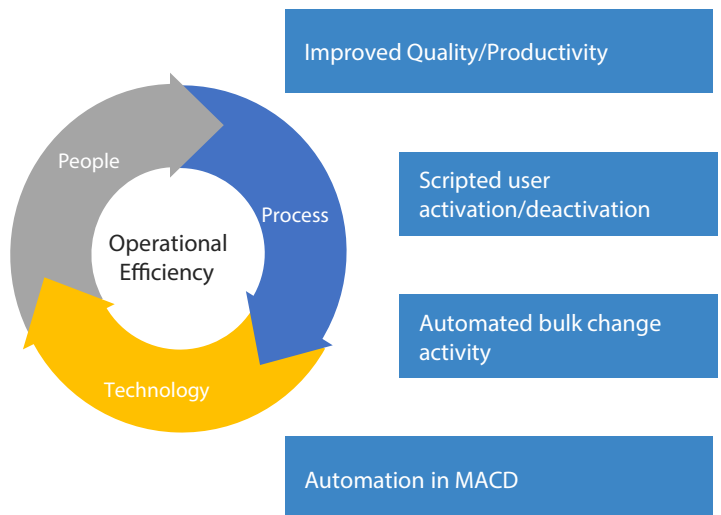 Improved Quality/Productivity
People
Process
Operational
Efficiency
Technology
Scripted user
activation/deactivation
Automated bulk change
activity
Automation in MACD